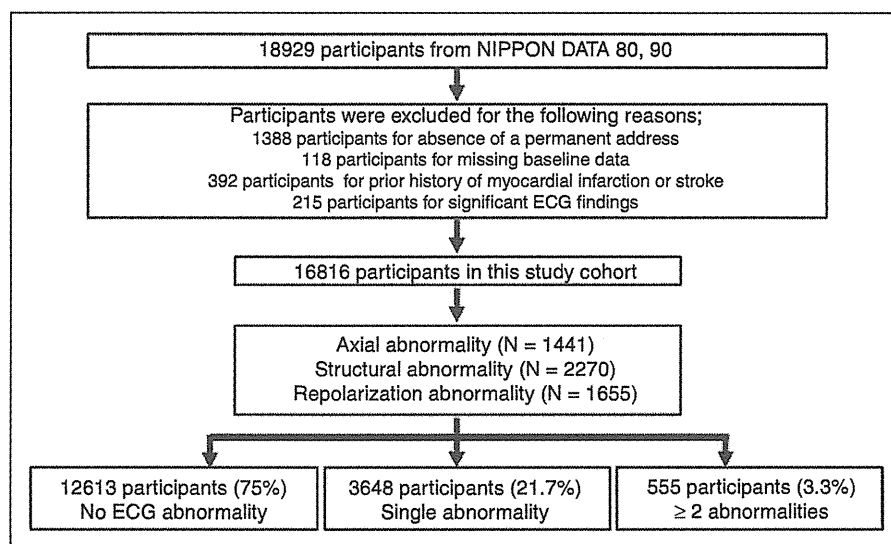 18929 participants from NIPPON DATA 80, 90
Participants were excluded for the following reasons;
1388 participants for absence of a permanent address
118 participants for missing baseline data
392 participants for prior history of myocardial infarction or stroke
215 participants for significant ECG findings
16816 participants in this study cohort
Axial abnormality (N = 1441)
Structural abnormality (N = 2270)
Repolarization abnormality (N = 1655)
12613 participants (75%)
No ECG abnormality
3648 participants (21.7%)
Single abnormality
555 participants (3.3%)
≥ 2 abnormalities